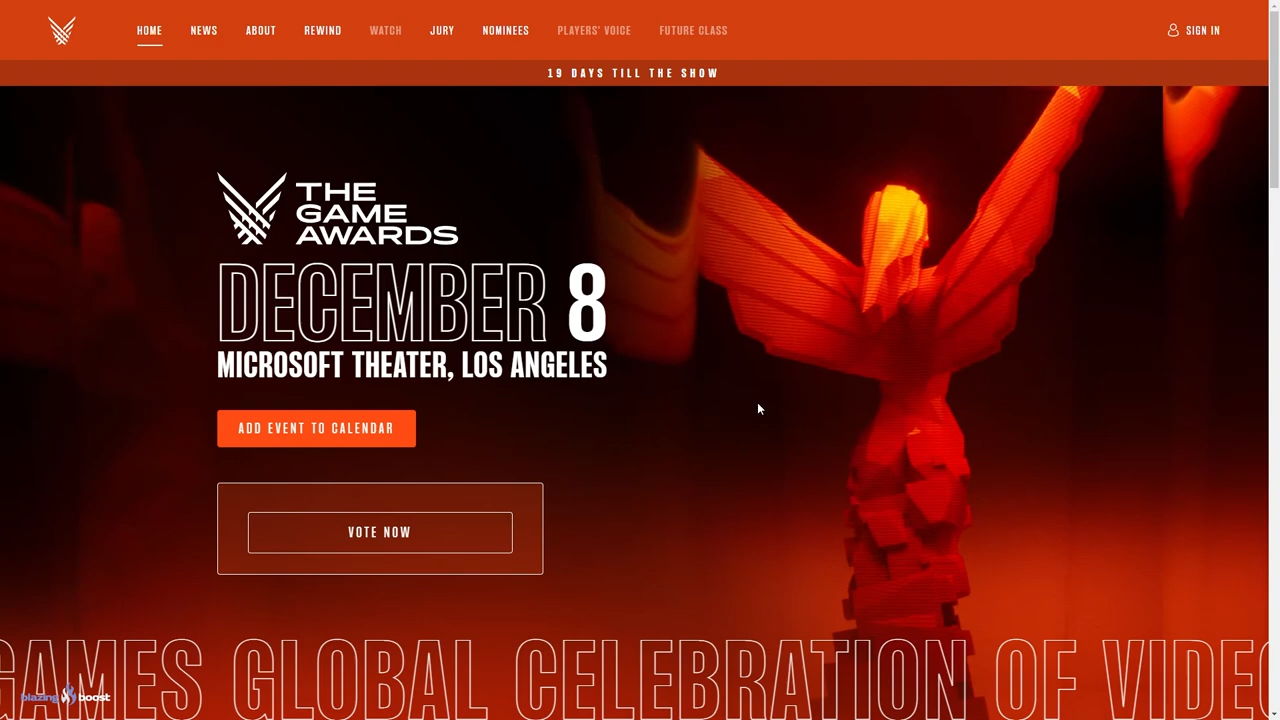 HOME NEWS ABOUT REWIND WATCH JURY NOMINEES PLAYERS' VOICE FUTURE CLASS SIGN IN
19 DAYS TILL THE SHOW
THE
GAME
AWARDS
DECEMBER 8
MICROSOFT THEATER, LOS ANGELES
ADD EVENT TO CALENDAR
VOTE NOW
GAMES GLOBAL CELEBRATION OF VIDEO
blazing boost